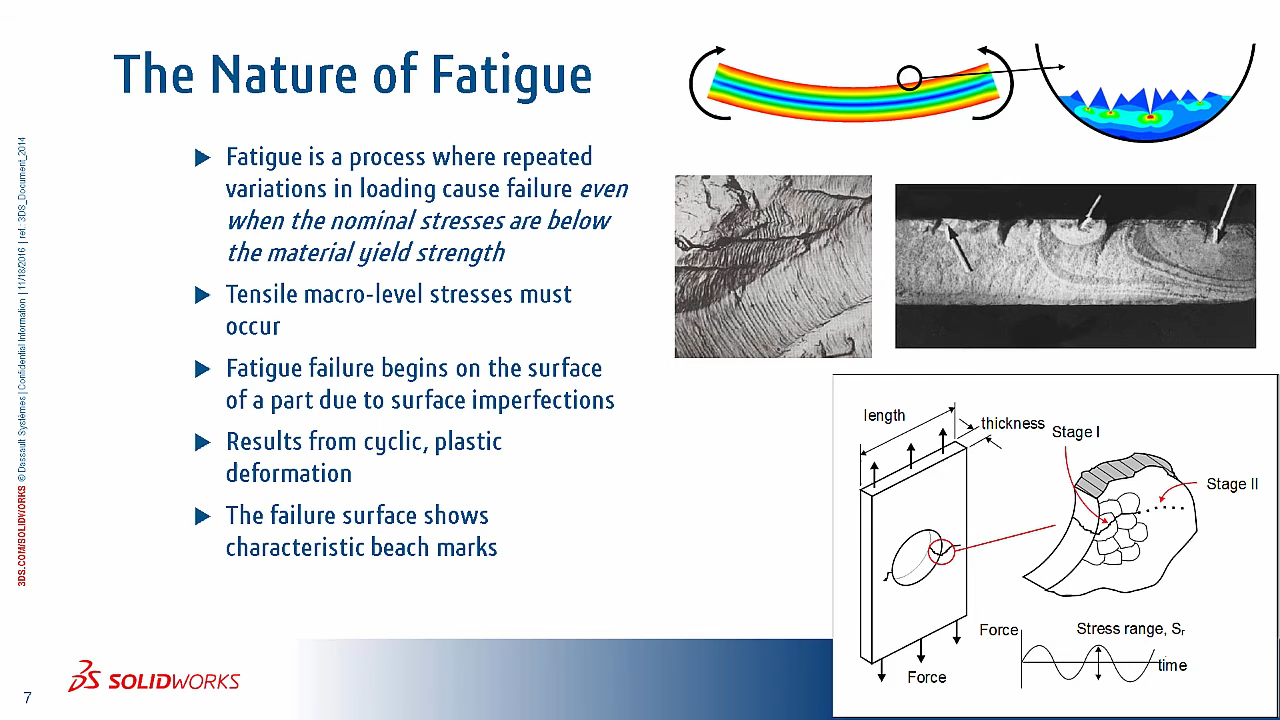 The Nature of Fatigue
Fatigue is a process where repeated
variations in loading cause failure even
when the nominal stresses are below
the material yield strength
Tensile macro-level stresses must
occur
Fatigue failure begins on the surface
of a part due to surface imperfections
Results from cyclic, plastic
deformation
The failure surface shows
characteristic beach marks
length
thickness
Stage I
Stage II
Force
Force
Stress range, Sr
time
3DS.COM/SOLIDWORKS © Dassault Systèmes | Confidential Information | 11/18/2016 | ref.: 3DS_Document_2014
SOLIDWORKS
7